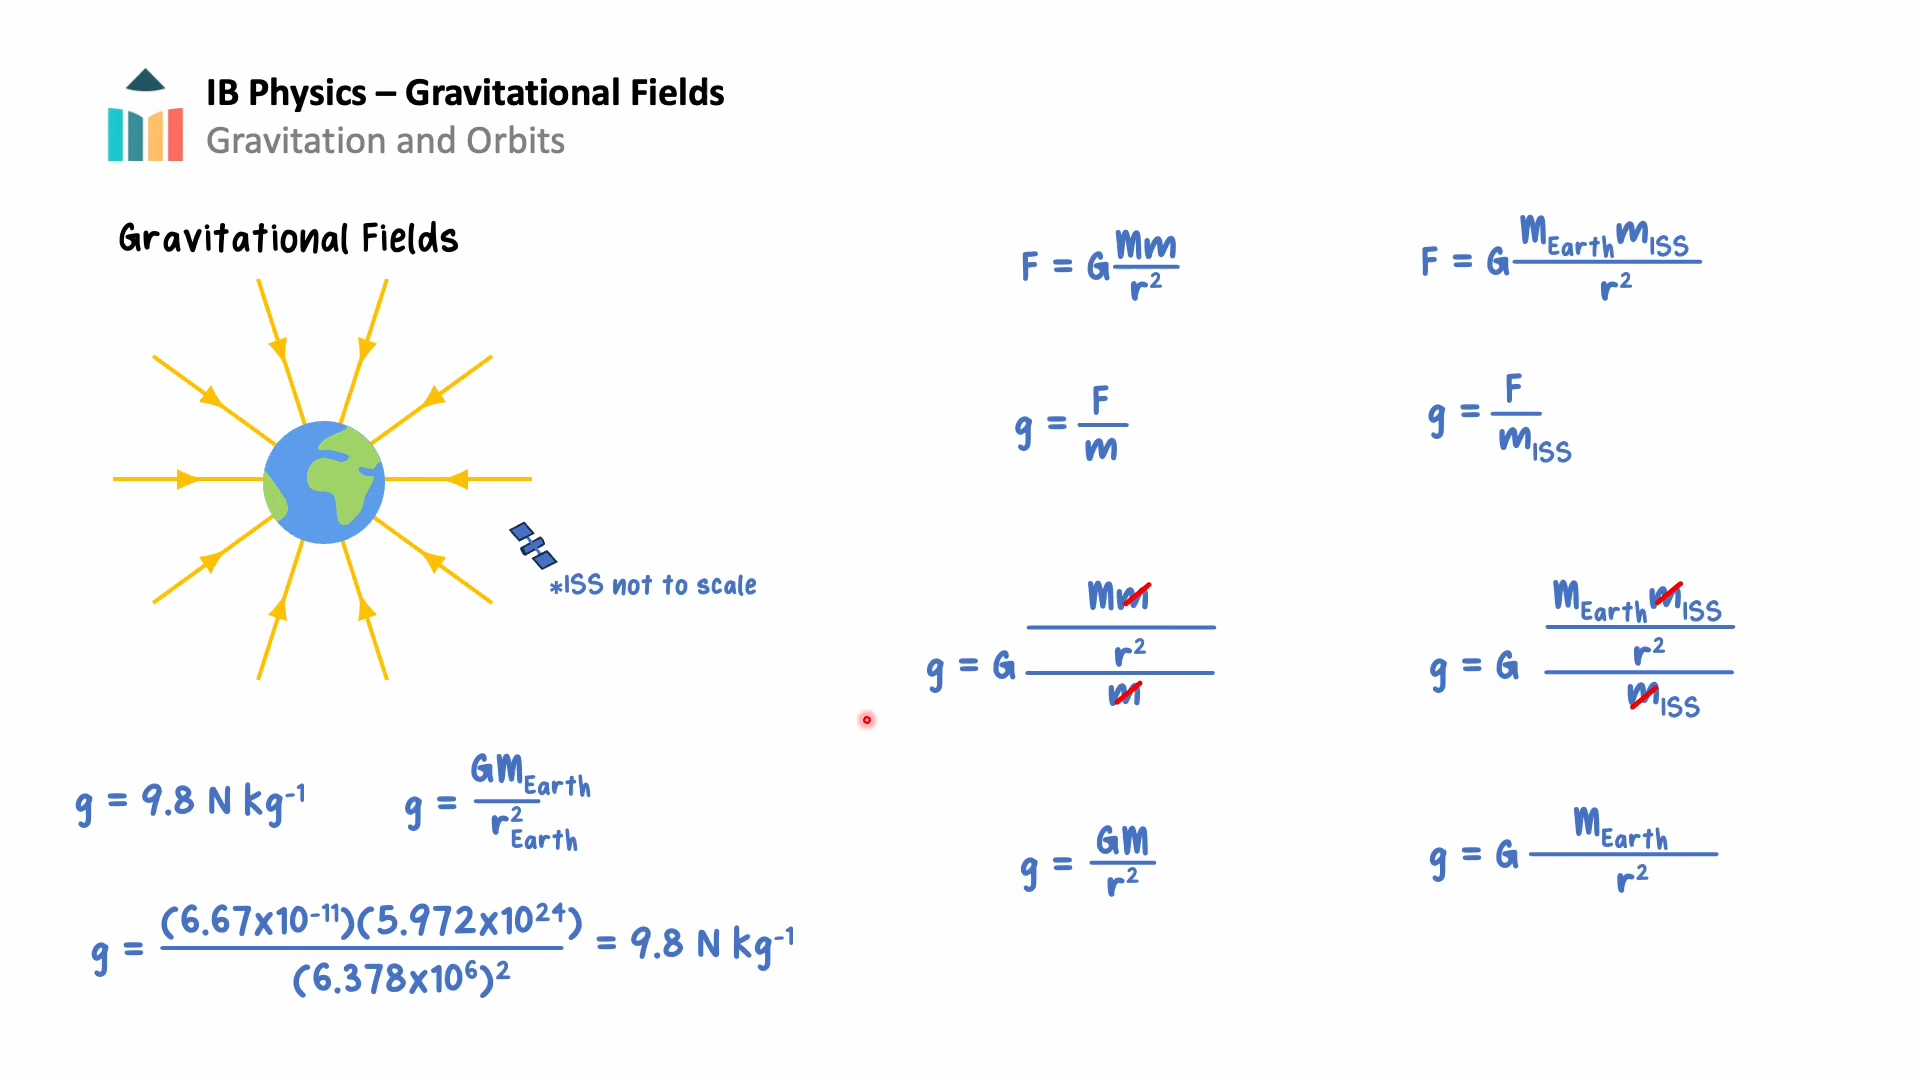 IB Physics – Gravitational Fields
Gravitation and Orbits
Gravitational Fields
*ISS not to scale
g = 9.8 N kg⁻¹
g = GM_Earth / r²_Earth
g = (6.67x10⁻¹¹)(5.972x10²⁴) / (6.378x10⁶)² = 9.8 N kg⁻¹
F = G Mm / r²
g = F / m
g = G Mm / r² / m
g = GM / r²
F = G M_Earth m_ISS / r²
g = F / m_ISS
g = G M_Earth m_ISS / r² / m_ISS
g = G M_Earth / r²